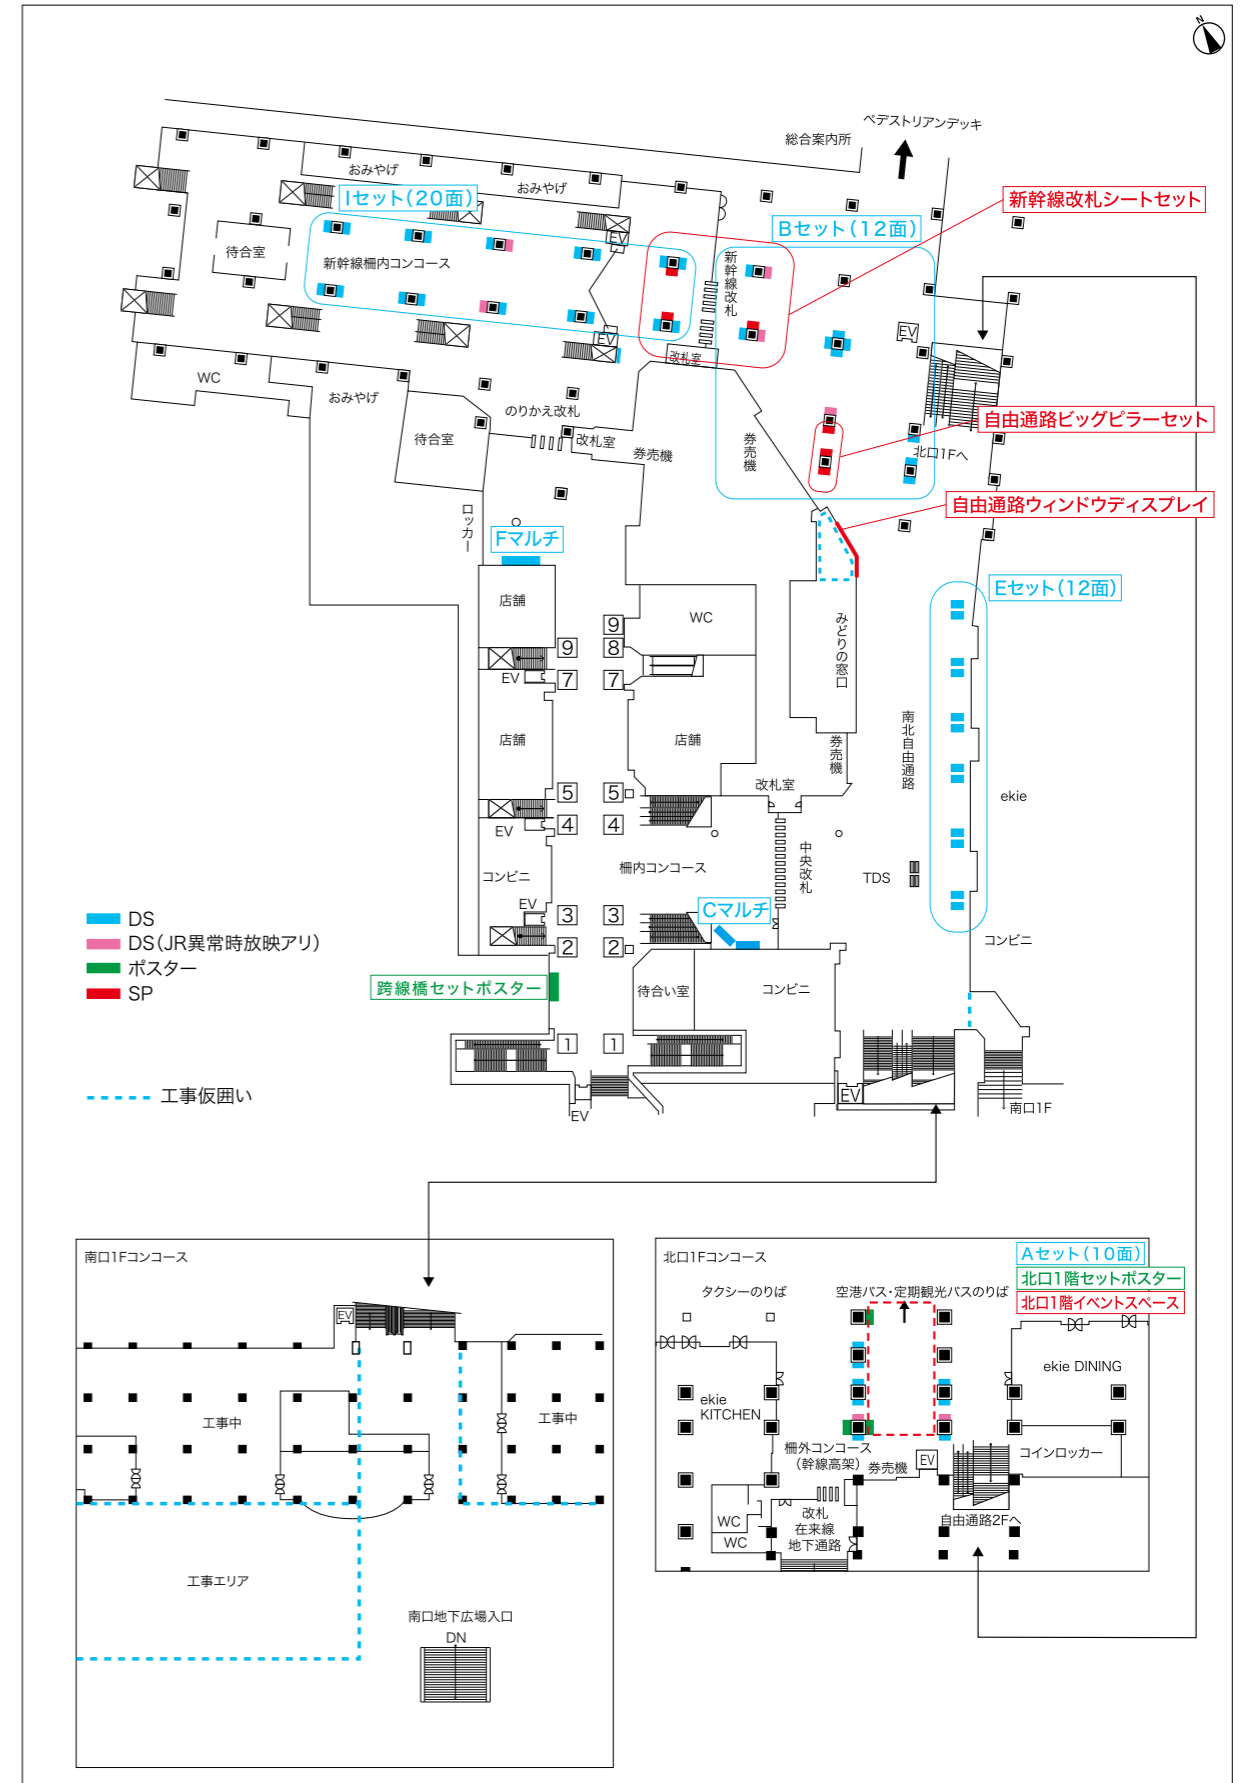 N
ペデストリアンデッキ
総合案内所
おみやげ
おみやげ
Iセット(20面)
新幹線改札シートセット
Bセット(12面)
待合室
新幹線柵内コンコース
EV
新幹線改札
EV
EV
改札室
WC
おみやげ
のりかえ改札
待合室
改札室
券売機
券売機
自由通路ビッグピラーセット
北口1Fへ
ロッカー
自由通路ウィンドウディスプレイ
Fマルチ
Eセット(12面)
店舗
WC
みどりの窓口
9
9
8
EV
7
7
店舗
店舗
南北自由通路
券売機
改札室
5
5
ekie
EV
4
4
柵内コンコース
中央改札
コンビニ
TDS
EV
3
3
Cマルチ
2
2
コンビニ
DS
DS(JR異常時放映アリ)
ポスター
SP
跨線橋セットポスター
待合い室
コンビニ
1
1
工事仮囲い
EV
EV
南口1F
南口1Fコンコース
EV
工事中
工事中
工事エリア
南口地下広場入口
DN
北口1Fコンコース
Aセット(10面)
北口1階セットポスター
北口1階イベントスペース
タクシーのりば
空港バス・定期観光バスのりば
ekie DINING
ekie
KITCHEN
柵外コンコース
(幹線高架)
券売機
EV
コインロッカー
WC
WC
改札
在来線
地下通路
自由通路2Fへ